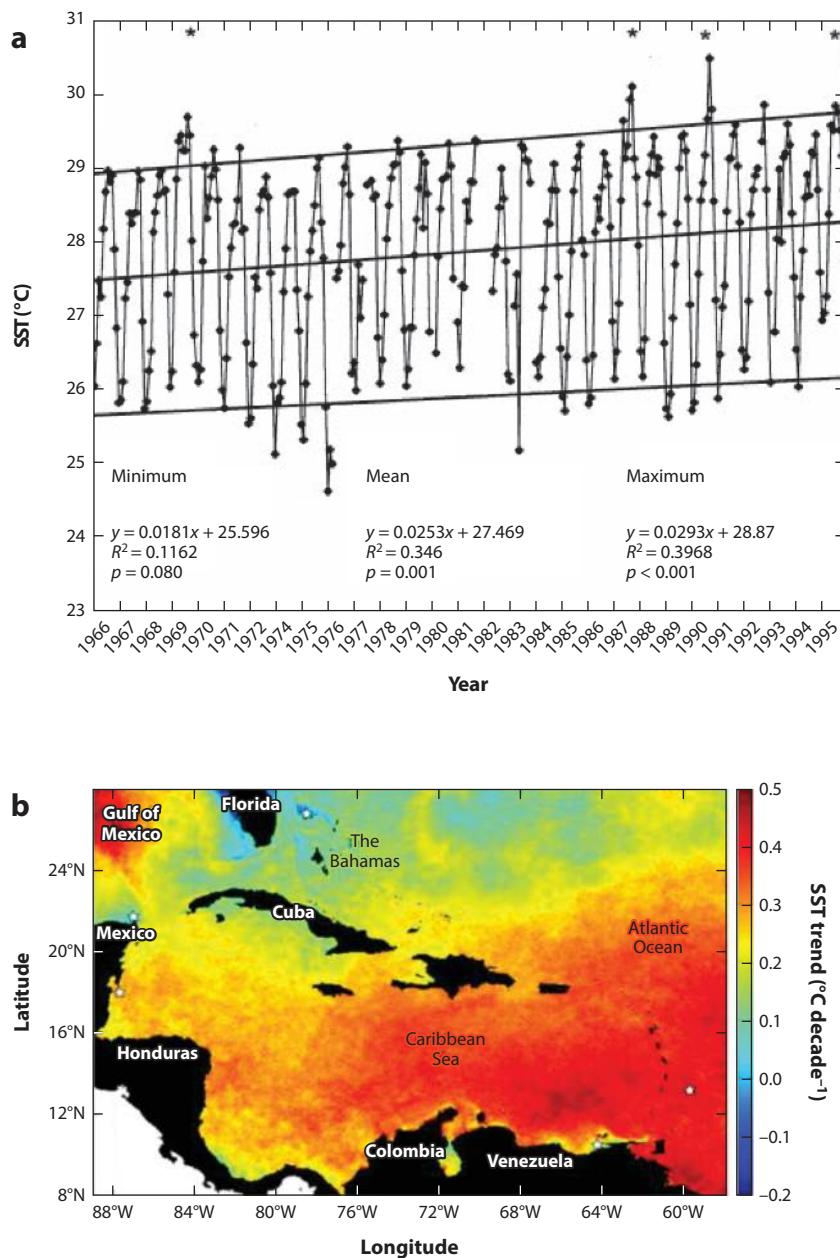 a
31
30
29
28
27
26
25
24
23
SST (°C)
* * * *
Minimum
y = 0.0181x + 25.596
R² = 0.1162
p = 0.080
Mean
y = 0.0253x + 27.469
R² = 0.346
p = 0.001
Maximum
y = 0.0293x + 28.87
R² = 0.3968
p < 0.001
1966 1967 1968 1969 1970 1971 1972 1974 1975 1976 1977 1978 1979 1980 1981 1982 1983 1984 1985 1986 1987 1988 1989 1990 1991 1992 1993 1994 1995
Year
b
24°N
20°N
16°N
12°N
8°N
Latitude
Gulf of
Mexico
Florida
The
Bahamas
Cuba
Mexico
Atlantic
Ocean
Honduras
Caribbean
Sea
Colombia
Venezuela
88°W 84°W 80°W 76°W 72°W 68°W 64°W 60°W
Longitude
0.5
0.4
0.3
0.2
0.1
0.0
−0.1
−0.2
SST trend (°C decade⁻¹)